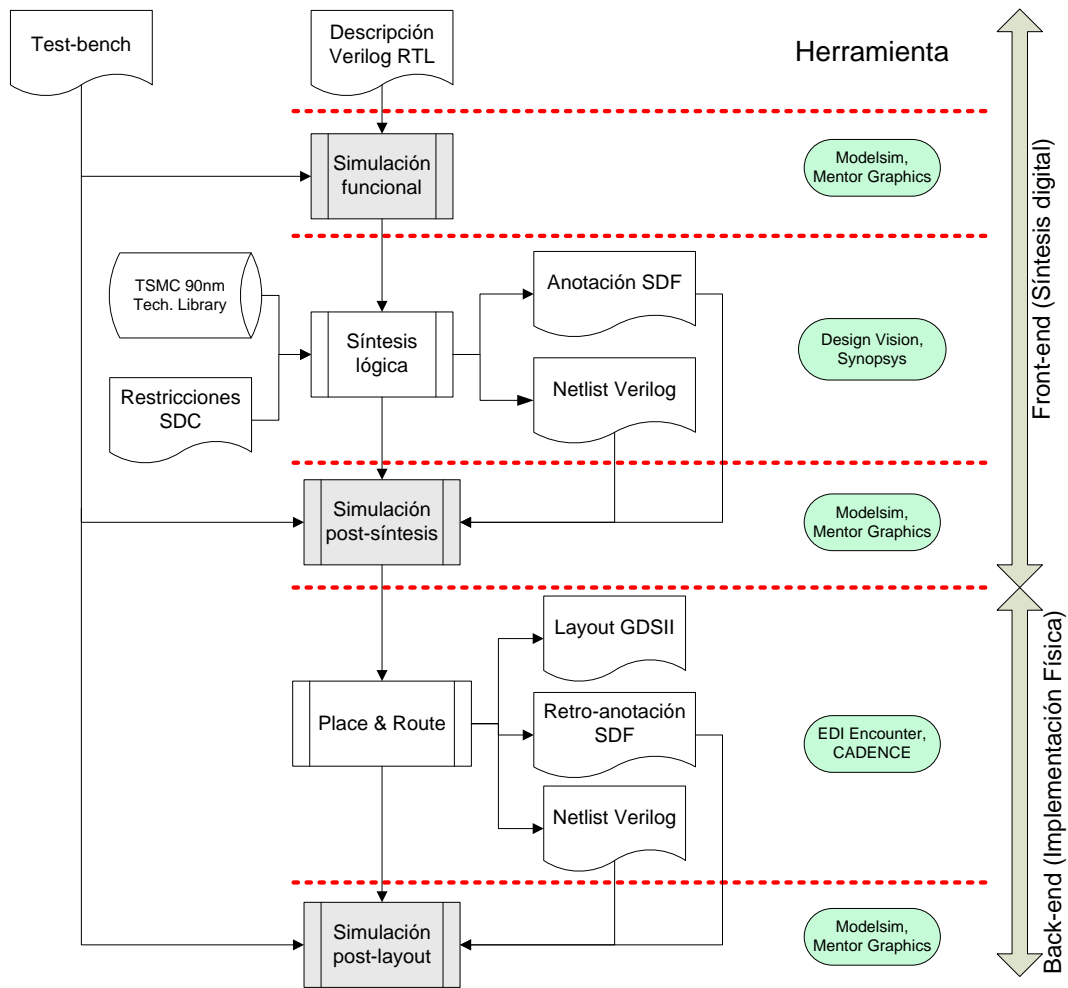 Test-bench
Descripción
Verilog RTL
Herramienta
Simulación
funcional
Modelsim,
Mentor Graphics
TSMC 90nm
Tech. Library
Anotación SDF
Síntesis
lógica
Design Vision,
Synopsys
Restricciones
SDC
Netlist Verilog
Simulación
post-síntesis
Modelsim,
Mentor Graphics
Front-end (Síntesis digital)
Layout GDSII
Place & Route
Retro-anotación
SDF
EDI Encounter,
CADENCE
Netlist Verilog
Simulación
post-layout
Modelsim,
Mentor Graphics
Back-end (Implementación Física)